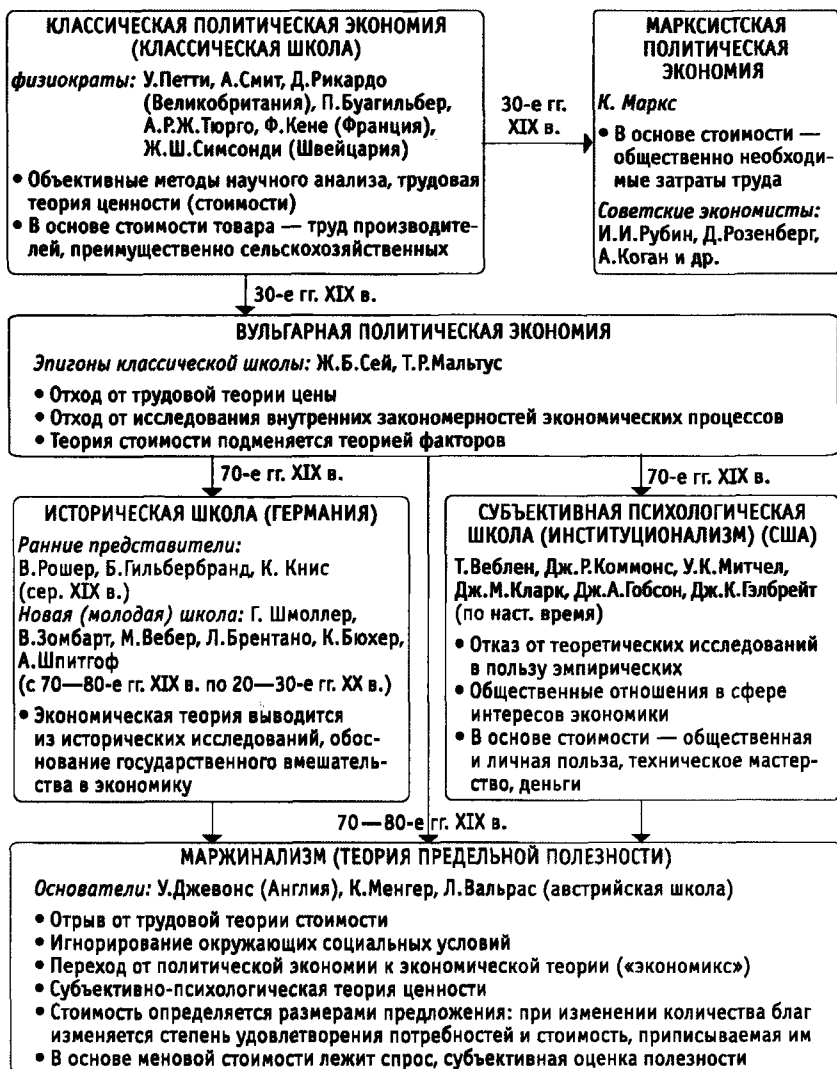 КЛАССИЧЕСКАЯ ПОЛИТИЧЕСКАЯ ЭКОНОМИЯ
(КЛАССИЧЕСКАЯ ШКОЛА)
физиократы: У.Петти, А.Смит, Д.Рикардо
(Великобритания), П.Буагильбер,
А.Р.Ж.Тюрго, Ф.Кене (Франция),
Ж.Ш.Симсонди (Швейцария)
• Объективные методы научного анализа, трудовая
теория ценности (стоимости)
• В основе стоимости товара — труд производите-
лей, преимущественно сельскохозяйственных
30-е гг.
XIX в.
МАРКСИСТСКАЯ
ПОЛИТИЧЕСКАЯ
ЭКОНОМИЯ
К. Маркс
• В основе стоимости —
общественно необходи-
мые затраты труда
Советские экономисты:
И.И.Рубин, Д.Розенберг,
А.Коган и др.
30-е гг. XIX в.
ВУЛЬГАРНАЯ ПОЛИТИЧЕСКАЯ ЭКОНОМИЯ
Эпигоны классической школы: Ж.Б.Сей, Т.Р.Мальтус
• Отход от трудовой теории цены
• Отход от исследования внутренних закономерностей экономических процессов
• Теория стоимости подменяется теорией факторов
70-е гг. XIX в.
70-е гг. XIX в.
ИСТОРИЧЕСКАЯ ШКОЛА (ГЕРМАНИЯ)
Ранние представители:
В.Рошер, Б.Гильбербранд, К. Книс
(сер. XIX в.)
Новая (молодая) школа: Г. Шмоллер,
В.Зомбарт, М.Вебер, Л.Брентано, К.Бюхер,
А.Шпитгоф
(с 70—80-е гг. XIX в. по 20—30-е гг. XX в.)
• Экономическая теория выводится
из исторических исследований, обос-
нование государственного вмешатель-
ства в экономику
СУБЪЕКТИВНАЯ ПСИХОЛОГИЧЕСКАЯ
ШКОЛА (ИНСТИТУЦИОНАЛИЗМ) (США)
Т.Веблен, Дж.Р.Коммонс, У.К.Митчел,
Дж.М.Кларк, Дж.А.Гобсон, Дж.К.Гэлбрейт
(по наст. время)
• Отказ от теоретических исследований
в пользу эмпирических
• Общественные отношения в сфере
интересов экономики
• В основе стоимости — общественная
и личная польза, техническое мастер-
ство, деньги
70—80-е гг. XIX в.
МАРЖИНАЛИЗМ (ТЕОРИЯ ПРЕДЕЛЬНОЙ ПОЛЕЗНОСТИ)
Основатели: У.Джевонс (Англия), К.Менгер, Л.Вальрас (австрийская школа)
• Отрыв от трудовой теории стоимости
• Игнорирование окружающих социальных условий
• Переход от политической экономии к экономической теории («экономикс»)
• Субъективно-психологическая теория ценности
• Стоимость определяется размерами предложения: при изменении количества благ
изменяется степень удовлетворения потребностей и стоимость, приписываемая им
• В основе меновой стоимости лежит спрос, субъективная оценка полезности